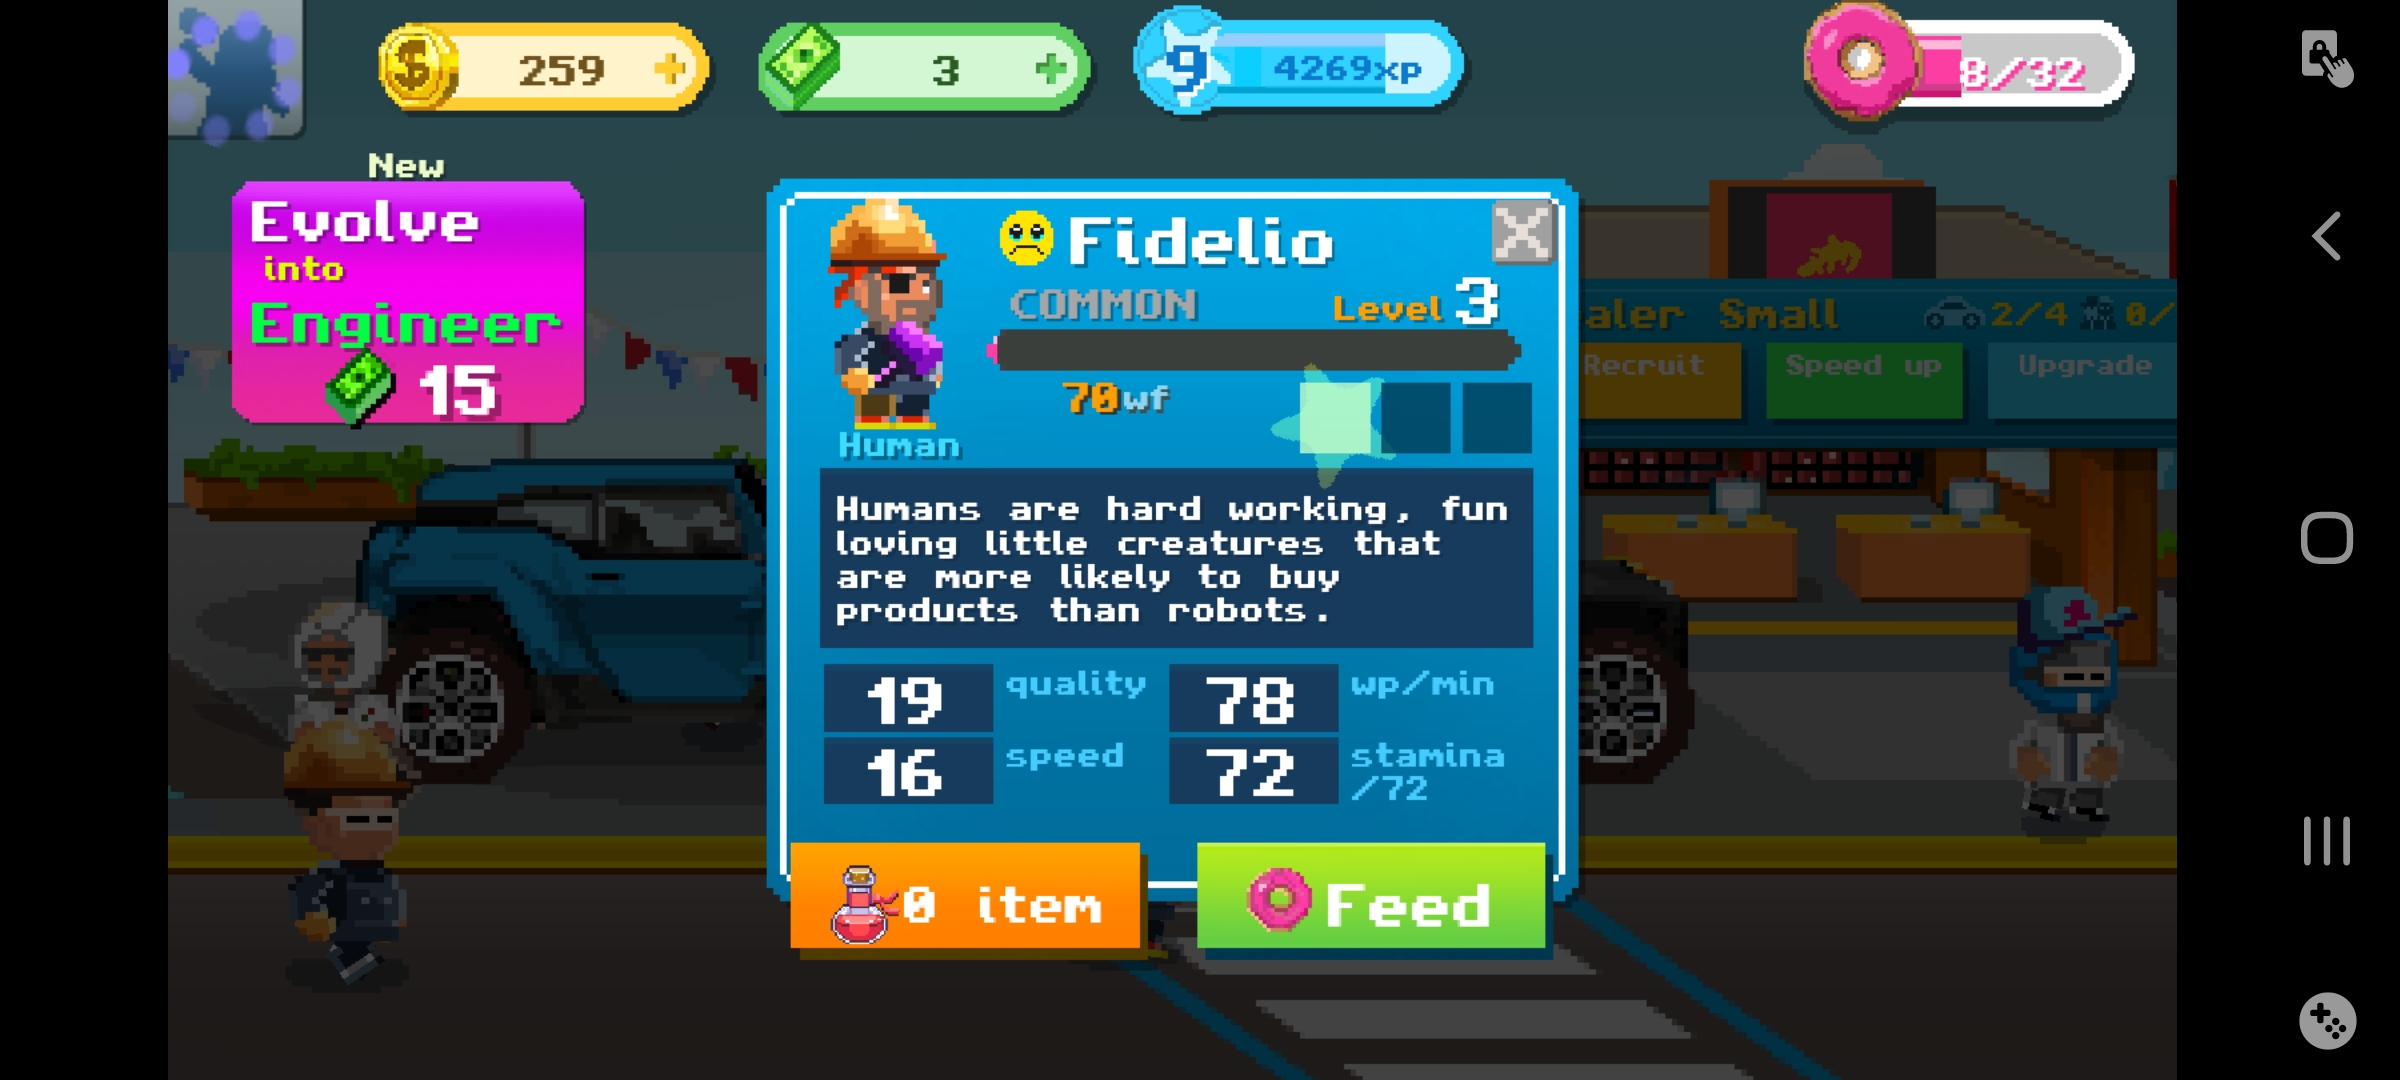 259
3
9
4269xp
8/32
New
Evolve
into
Engineer
15
Fidelio
COMMON
Level 3
70wf
Human
Humans are hard working, fun
loving little creatures that
are more likely to buy
products than robots.
19 quality
78 wp/min
16 speed
72 stamina
/72
0 item
Feed
aler Small
2/4
0/
Recruit
Speed up
Upgrade